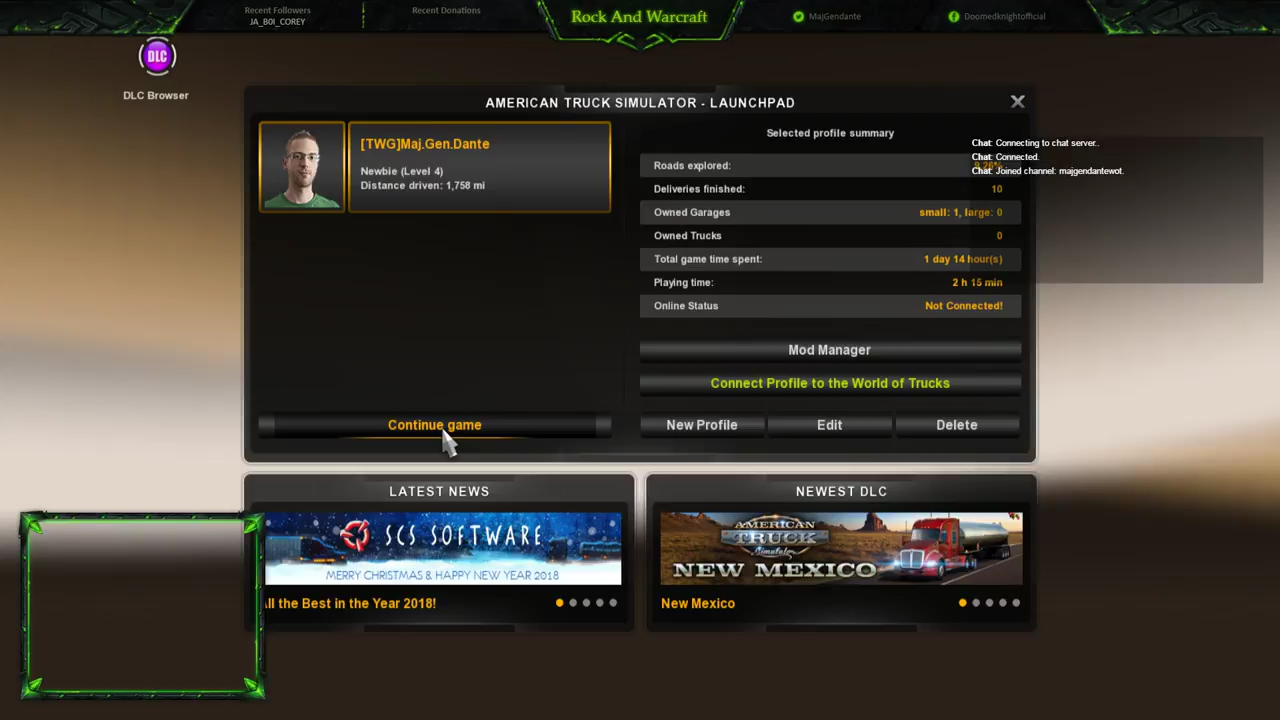 Recent Followers
JA_B0I_COREY
Recent Donations
Rock And Warcraft
MajGendante
Doomedknightofficial
DLC
DLC Browser
AMERICAN TRUCK SIMULATOR - LAUNCHPAD
[TWG]Maj.Gen.Dante
Newbie (Level 4)
Distance driven: 1,758 mi
Selected profile summary
Roads explored:
Deliveries finished: 10
Owned Garages small: 1, large: 0
Owned Trucks 0
Total game time spent: 1 day 14 hour(s)
Playing time: 2 h 15 min
Online Status Not Connected!
Chat: Connecting to chat server..
Chat: Connected.
Chat: Joined channel: majgendantewot.
Mod Manager
Connect Profile to the World of Trucks
Continue game
New Profile Edit Delete
LATEST NEWS
SCS SOFTWARE
MERRY CHRISTMAS & HAPPY NEW YEAR 2018
ll the Best in the Year 2018!
NEWEST DLC
AMERICAN
TRUCK
Simulator
NEW MEXICO
New Mexico